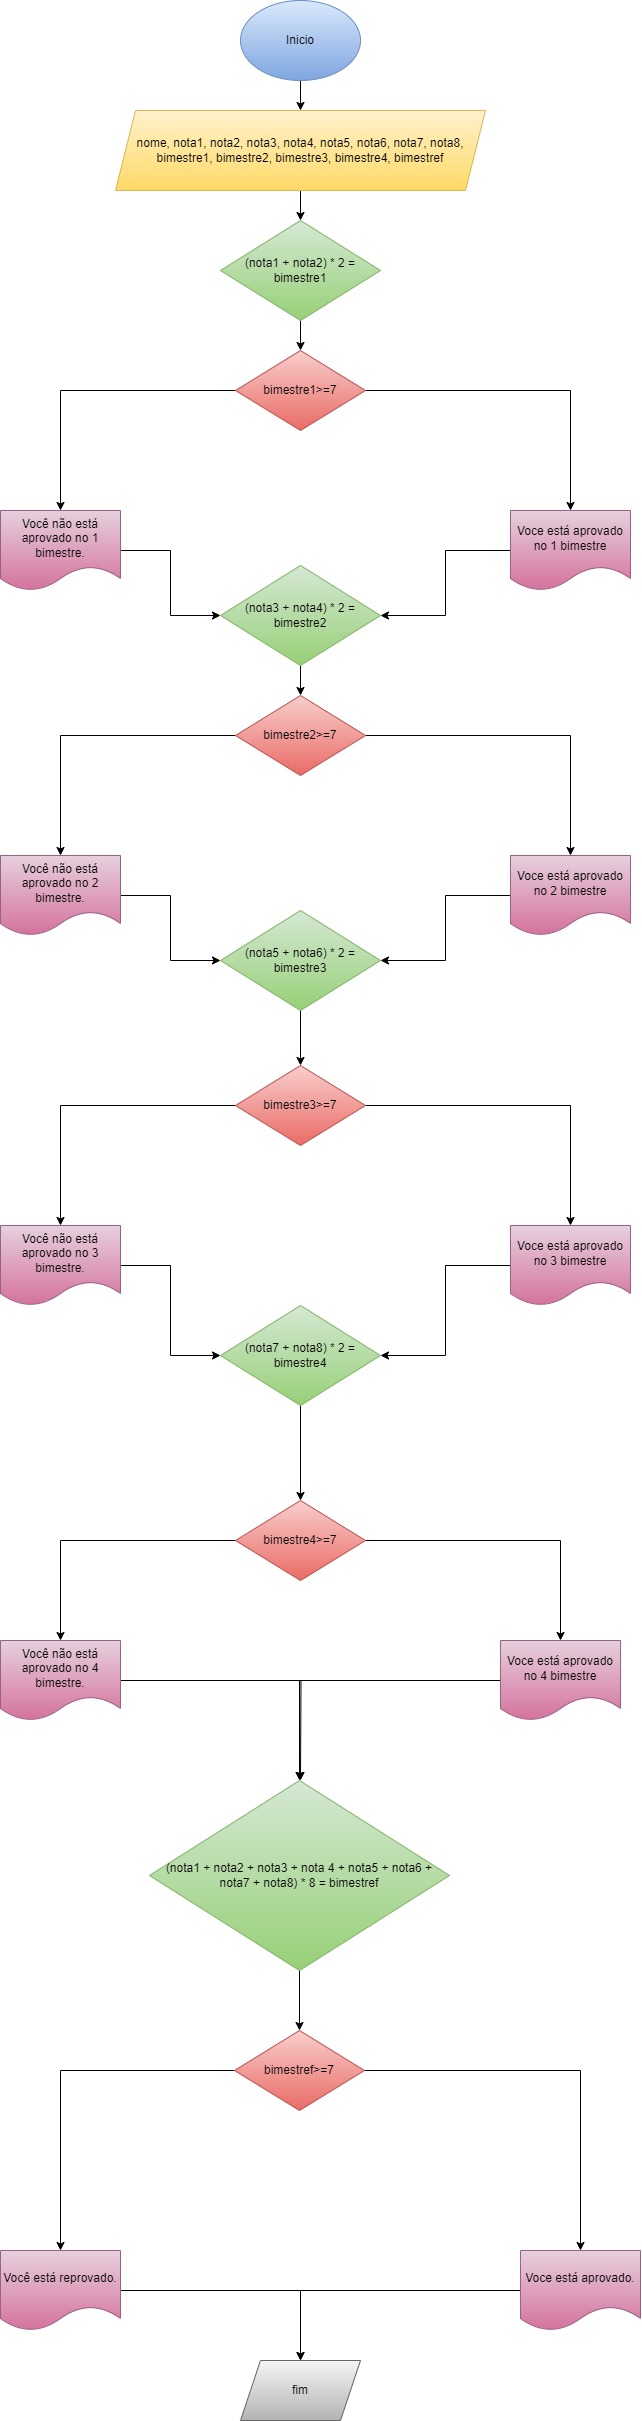 Inicio
nome, nota1, nota2, nota3, nota4, nota5, nota6, nota7, nota8,
bimestre1, bimestre2, bimestre3, bimestre4, bimestref
(nota1 + nota2) * 2 =
bimestre1
bimestre1>=7
Você não está
aprovado no 1
bimestre.
Voce está aprovado
no 1 bimestre
(nota3 + nota4) * 2 =
bimestre2
bimestre2>=7
Você não está
aprovado no 2
bimestre.
Voce está aprovado
no 2 bimestre
(nota5 + nota6) * 2 =
bimestre3
bimestre3>=7
Você não está
aprovado no 3
bimestre.
Voce está aprovado
no 3 bimestre
(nota7 + nota8) * 2 =
bimestre4
bimestre4>=7
Você não está
aprovado no 4
bimestre.
Voce está aprovado
no 4 bimestre
(nota1 + nota2 + nota3 + nota 4 + nota5 + nota6 +
nota7 + nota8) * 8 = bimestref
bimestref>=7
Você está reprovado.
Voce está aprovado.
fim